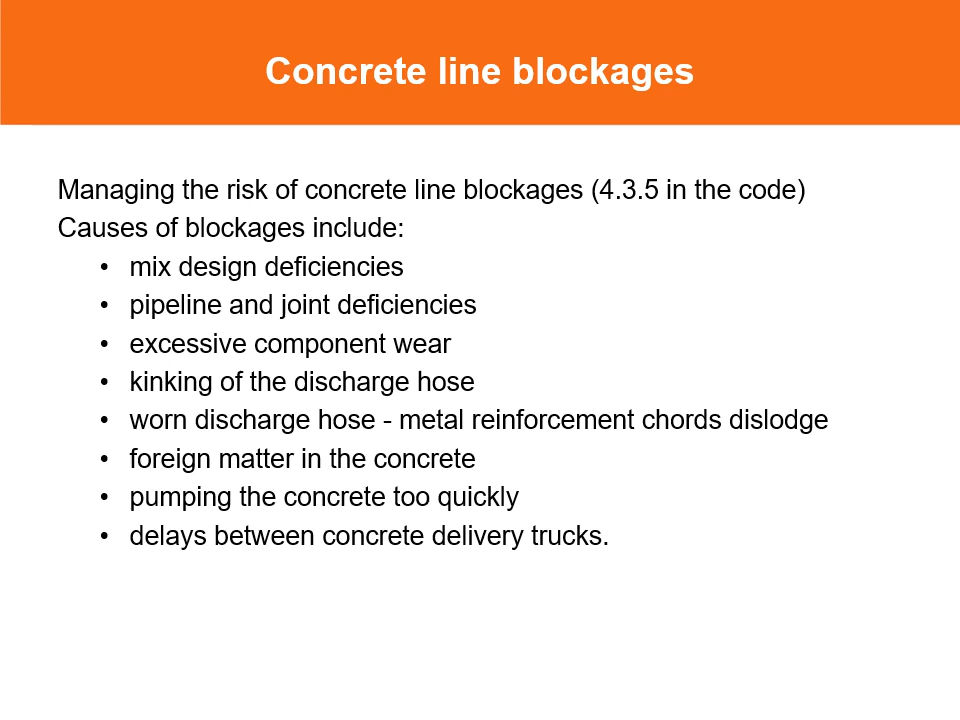 Concrete line blockages
Managing the risk of concrete line blockages (4.3.5 in the code)
Causes of blockages include:
• mix design deficiencies
• pipeline and joint deficiencies
• excessive component wear
• kinking of the discharge hose
• worn discharge hose - metal reinforcement chords dislodge
• foreign matter in the concrete
• pumping the concrete too quickly
• delays between concrete delivery trucks.